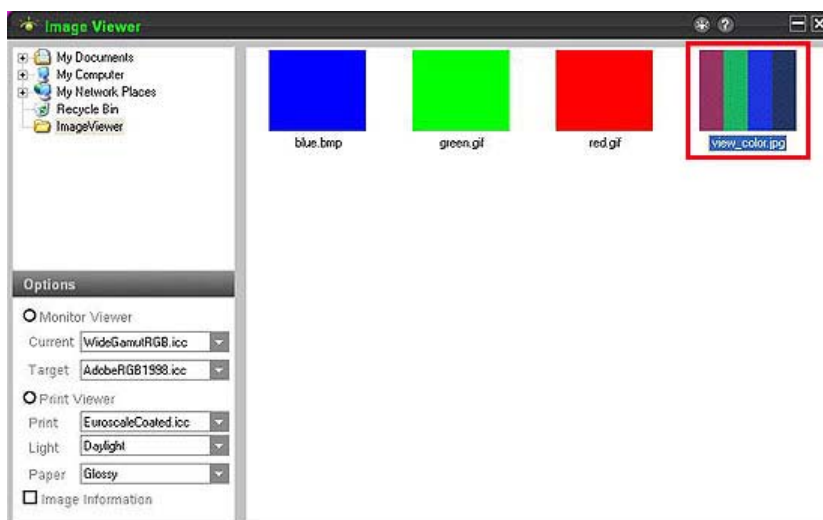 Image Viewer
?
My Documents
My Computer
My Network Places
Recycle Bin
ImageViewer
blue.bmp
green.gif
red.gif
view_color.jpg
Options
Monitor Viewer
Current WideGamutRGB.icc
Target AdobeRGB1998.icc
Print Viewer
Print EuroscaleCoated.icc
Light Daylight
Paper Glossy
Image Information